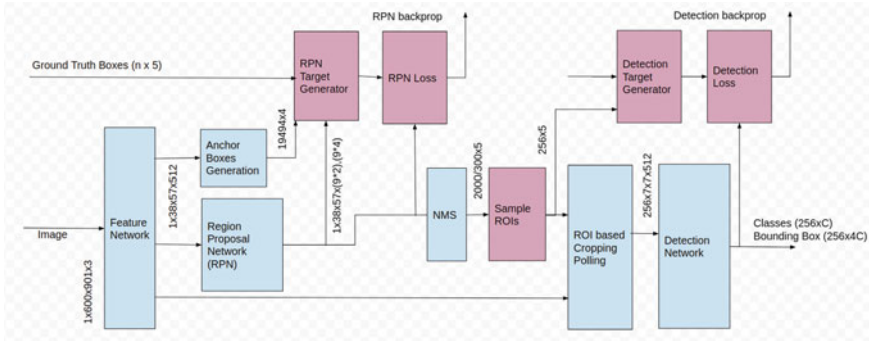 RPN backprop
Detection backprop
Ground Truth Boxes (n x 5)
RPN
Target
Generator
RPN Loss
Detection
Target
Generator
Detection
Loss
19494x4
256x5
Anchor
Boxes
Generation
1x38x57x512
1x38x57x(9*2),(9*4)
2000/300x5
256x7x7x512
Feature
Network
Region
Proposal
Network
(RPN)
NMS
Sample
ROIs
ROI based
Cropping
Polling
Detection
Network
Classes (256xC)
Bounding Box (256x4C)
Image
1x600x901x3